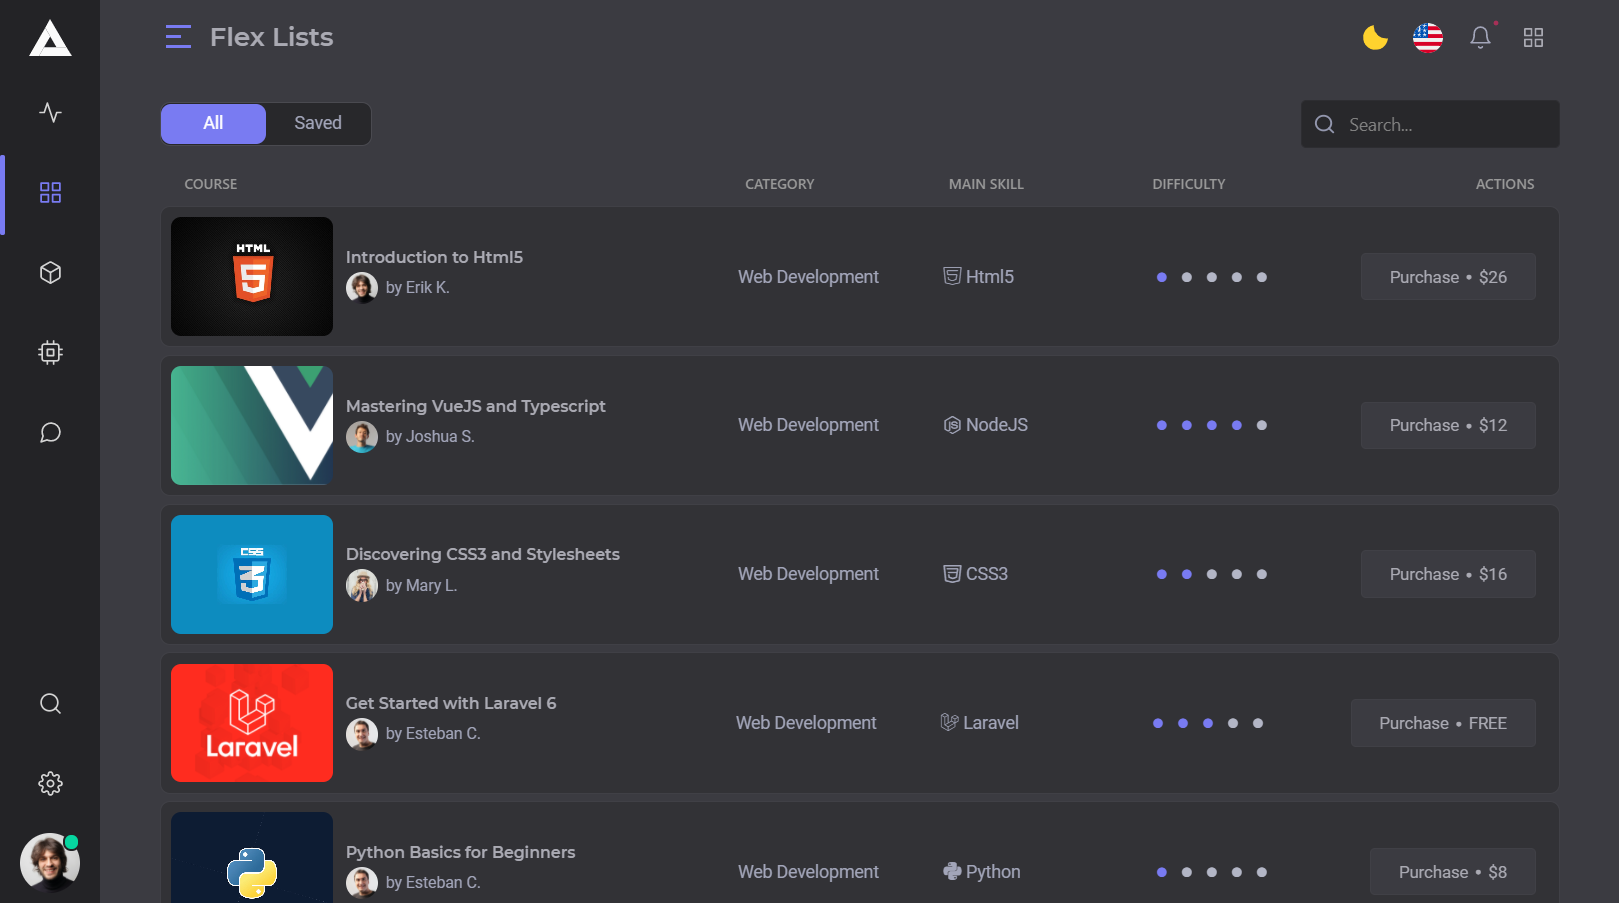 Flex Lists
All
Saved
Search...
COURSE
CATEGORY
MAIN SKILL
DIFFICULTY
ACTIONS
HTML
5
Introduction to Html5
by Erik K.
Web Development
Html5
Purchase • $26
Mastering VueJS and Typescript
by Joshua S.
Web Development
NodeJS
Purchase • $12
CSS
3
Discovering CSS3 and Stylesheets
by Mary L.
Web Development
CSS3
Purchase • $16
Laravel
Get Started with Laravel 6
by Esteban C.
Web Development
Laravel
Purchase • FREE
Python Basics for Beginners
by Esteban C.
Web Development
Python
Purchase • $8